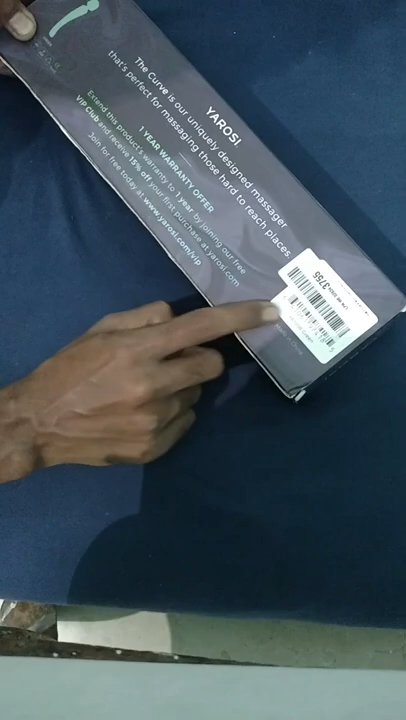 YAROSI
The Curve is our uniquely designed massager
that's perfect for massaging those hard to reach places.
1 YEAR WARRANTY OFFER
Extend this product's warranty to 1 year by joining our free
VIP Club and receive 15% off your first purchase at yarosi.com
Join for free today at www.yarosi.com/vip
3755